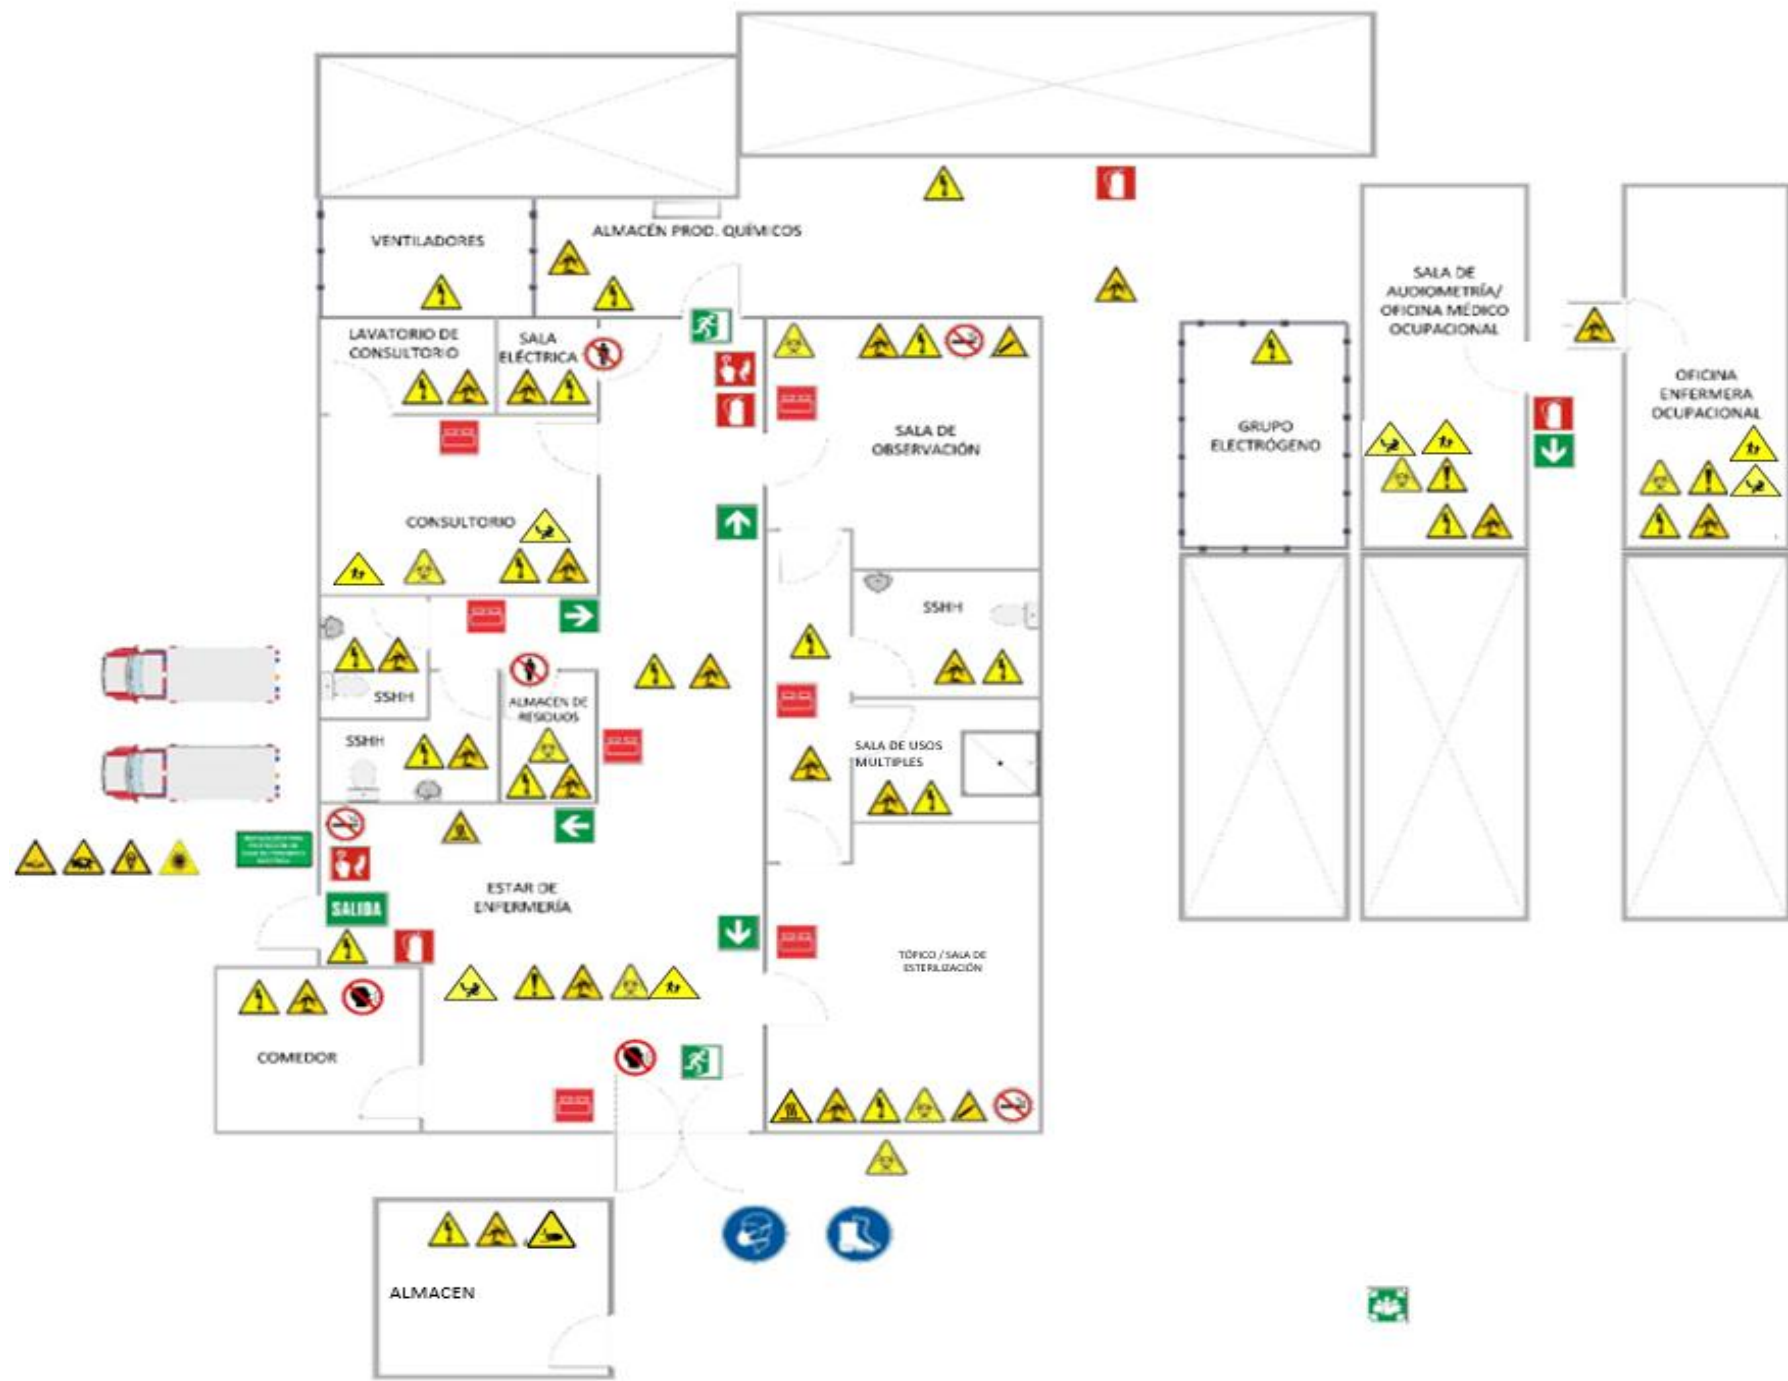 VENTILADORES
ALMACÉN PROD. QUÍMICOS
LAVATORIO DE
CONSULTORIO
SALA
ELÉCTRICA
SALA DE
AUDIOMETRÍA/
OFICINA MÉDICO
OCUPACIONAL
OFICINA
ENFERMERA
OCUPACIONAL
SALA DE
OBSERVACIÓN
GRUPO
ELECTRÓGENO
CONSULTORIO
SSHH
SSHH
ALMACEN DE
RESIDUOS
SSHH
SALA DE USOS
MULTIPLES
SALIDA
ESTAR DE
ENFERMERÍA
TÓPICO / SALA DE
ESTERILIZACIÓN
COMEDOR
ALMACEN